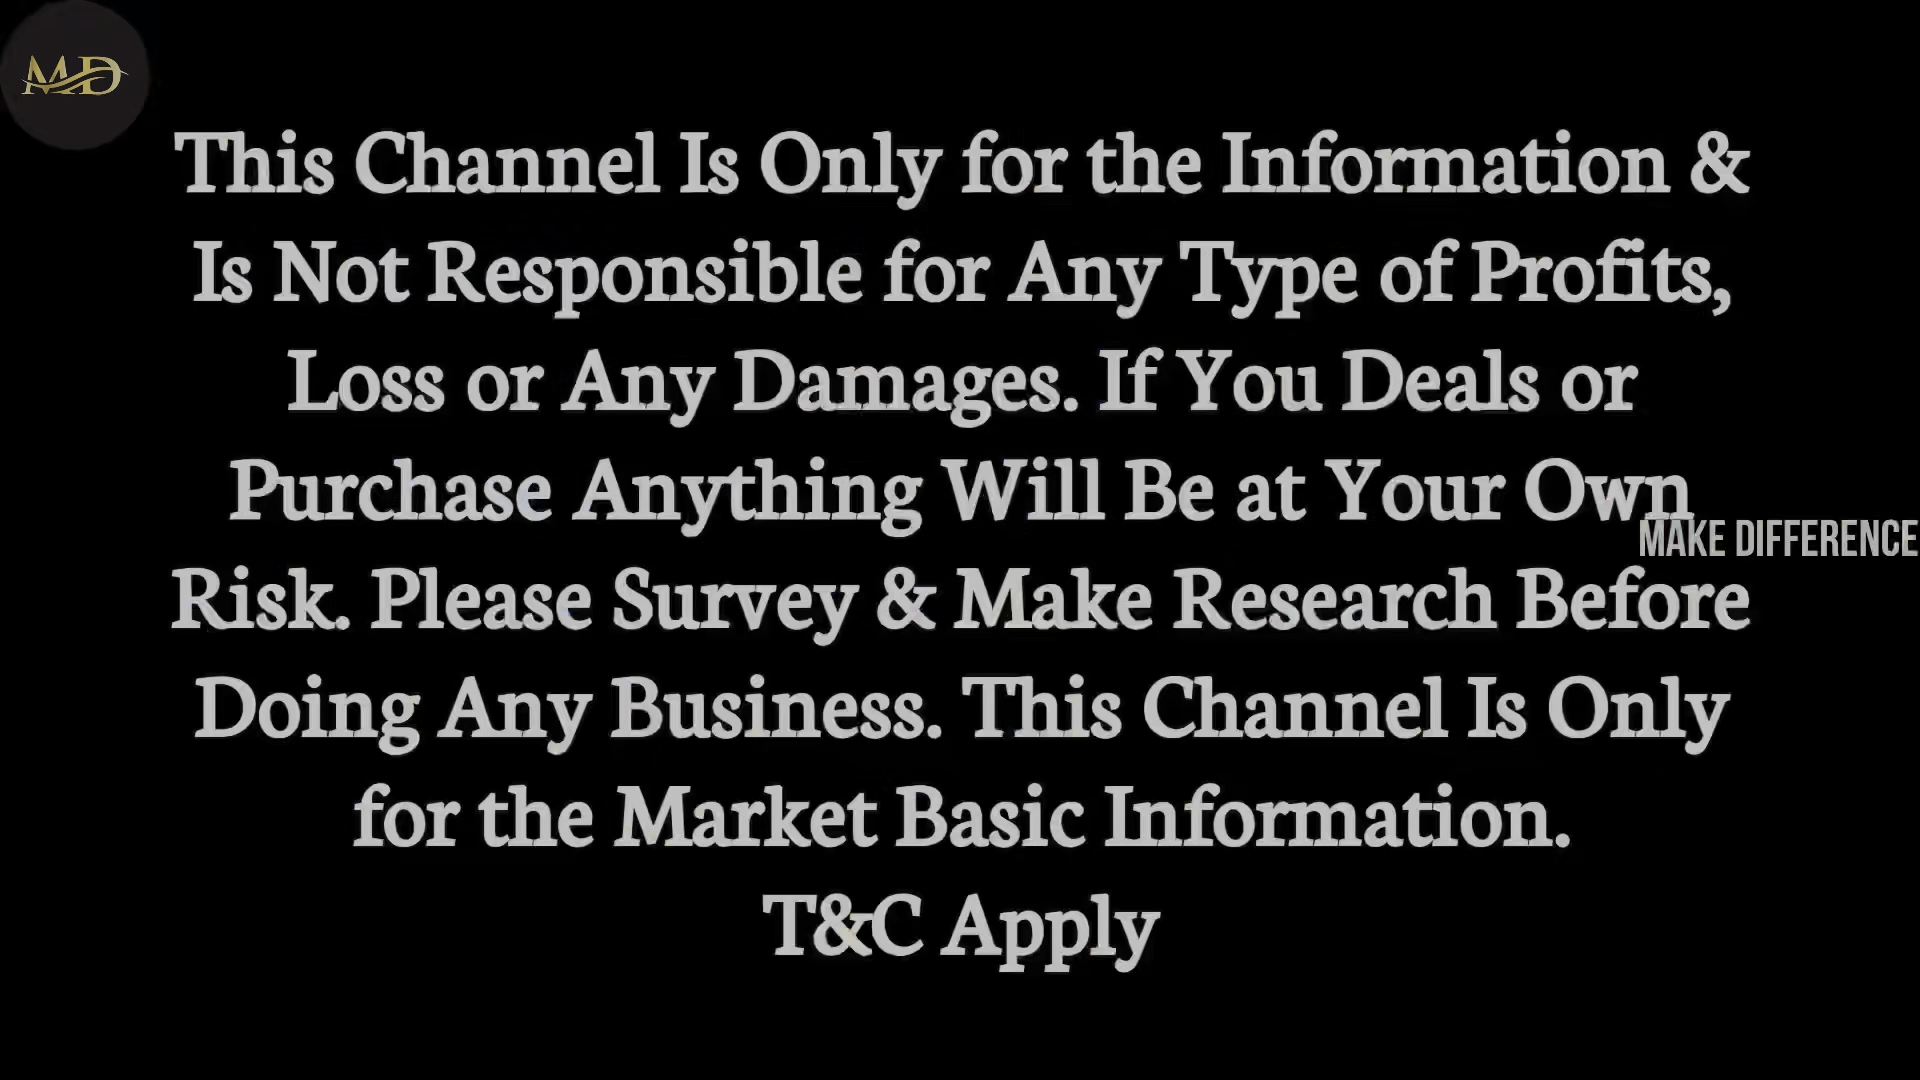 MD
This Channel Is Only for the Information &
Is Not Responsible for Any Type of Profits,
Loss or Any Damages. If You Deals or
Purchase Anything Will Be at Your Own
MAKE DIFFERENCE
Risk. Please Survey & Make Research Before
Doing Any Business. This Channel Is Only
for the Market Basic Information.
T&C Apply